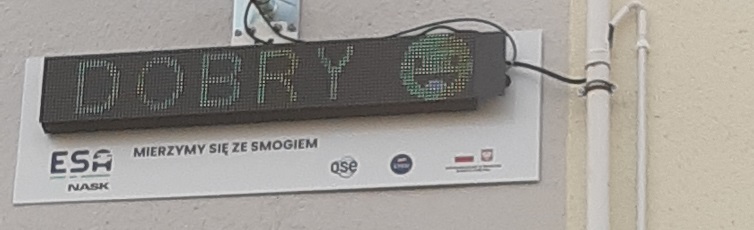 DOBRY
ESA
MIERZYMY SIĘ ZE SMOGIEM
NASK
ose